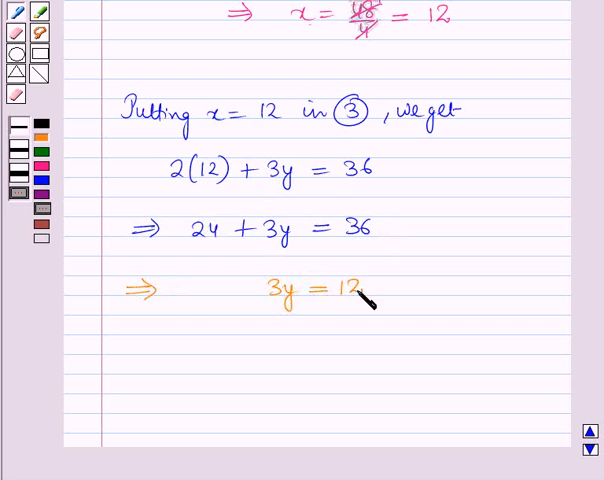 ⇒ x = 48/4 = 12
Putting x = 12 in ③, we get
2(12) + 3y = 36
⇒ 24 + 3y = 36
⇒ 3y = 12